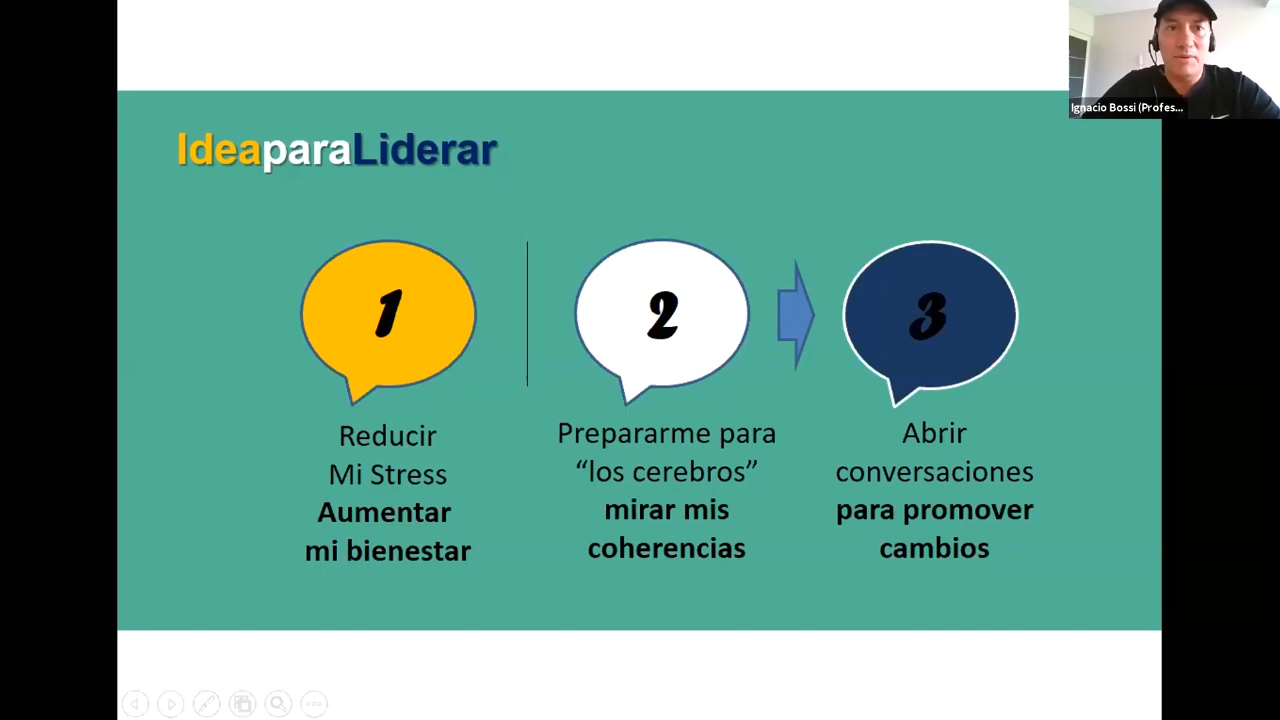 Ignacio Bossi (Profes...
IdeaparaLiderar
1
2
3
Reducir
Mi Stress
Aumentar
mi bienestar
Prepararme para
“los cerebros”
mirar mis
coherencias
Abrir
conversaciones
para promover
cambios